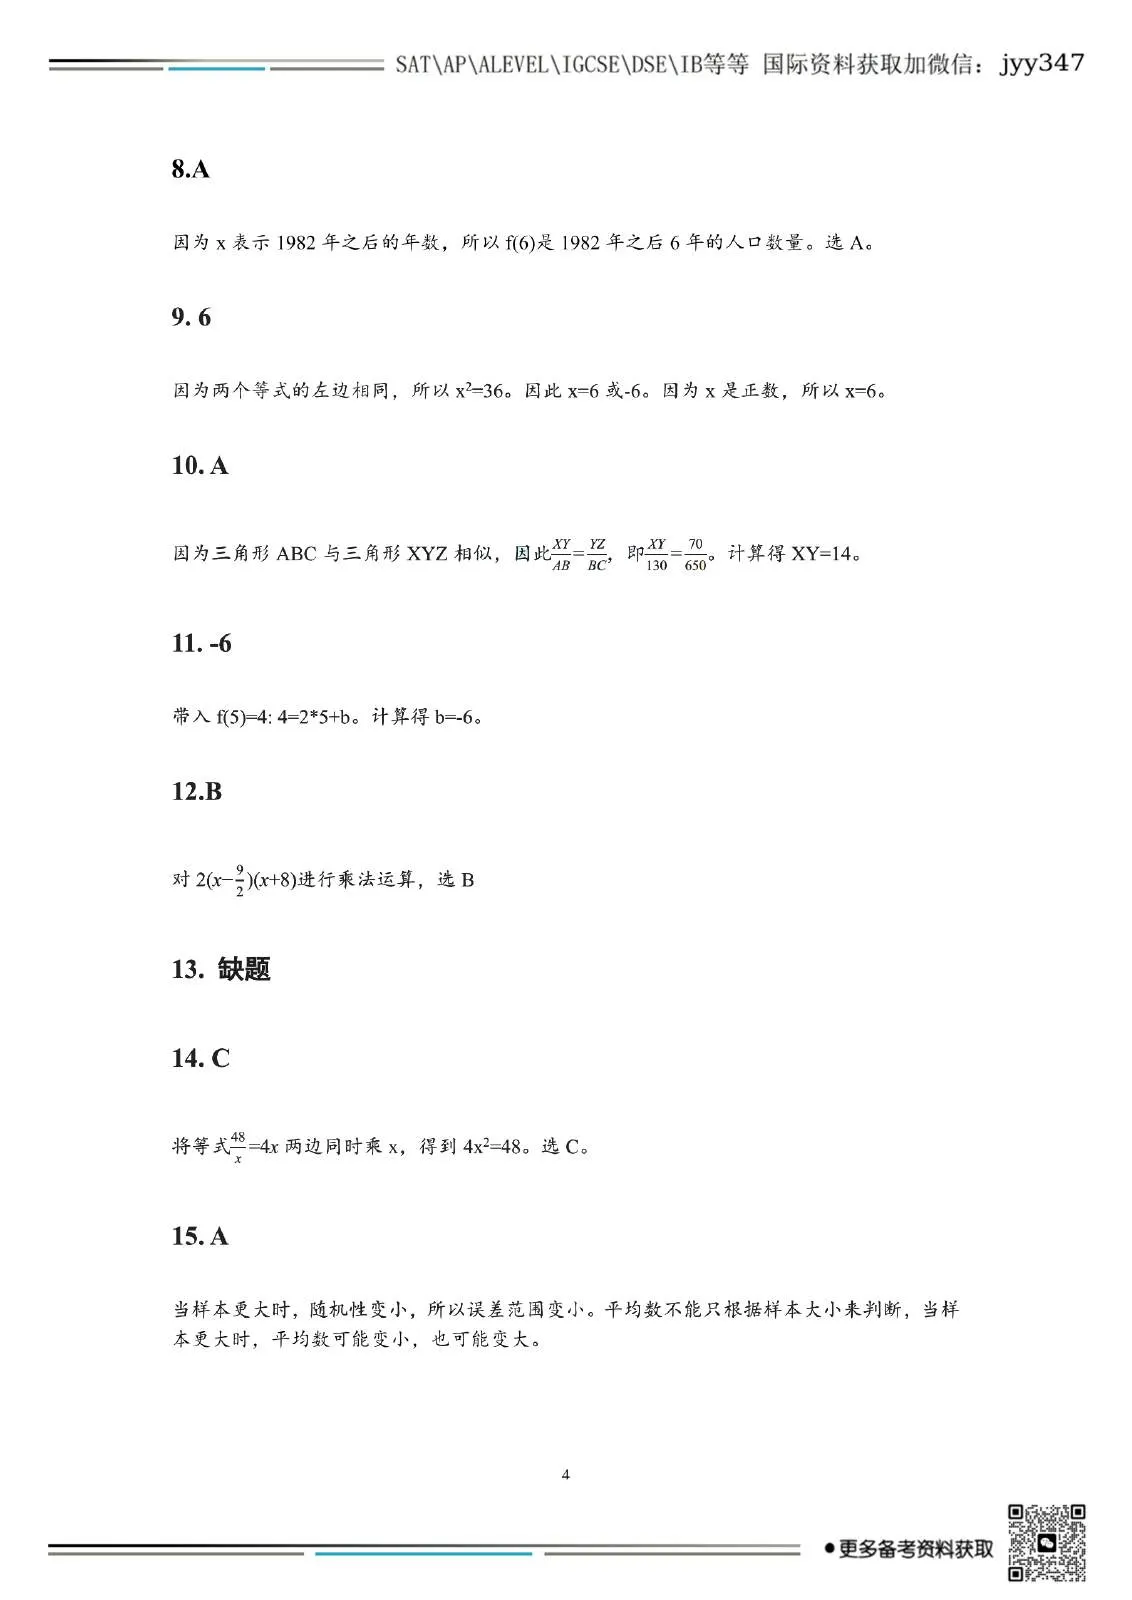 SAT\AP\ALEVEL\IGCSE\DSE\IB等等 国际资料获取加微信：jyy347
8.A
因为 x 表示 1982 年之后的年数，所以 f(6)是 1982 年之后 6 年的人口数量。选 A。
9. 6
因为两个等式的左边相同，所以 x²=36。因此 x=6 或-6。因为 x 是正数，所以 x=6。
10. A
因为三角形 ABC 与三角形 XYZ 相似，因此XY/AB=YZ/BC，即XY/130=70/650。计算得 XY=14。
11. -6
带入 f(5)=4: 4=2*5+b。计算得 b=-6。
12.B
对 2(x−9/2)(x+8)进行乘法运算，选 B
13. 缺题
14. C
将等式48/x=4x 两边同时乘 x，得到 4x²=48。选 C。
15. A
当样本更大时，随机性变小，所以误差范围变小。平均数不能只根据样本大小来判断，当样
本更大时，平均数可能变小，也可能变大。
4
●更多备考资料获取